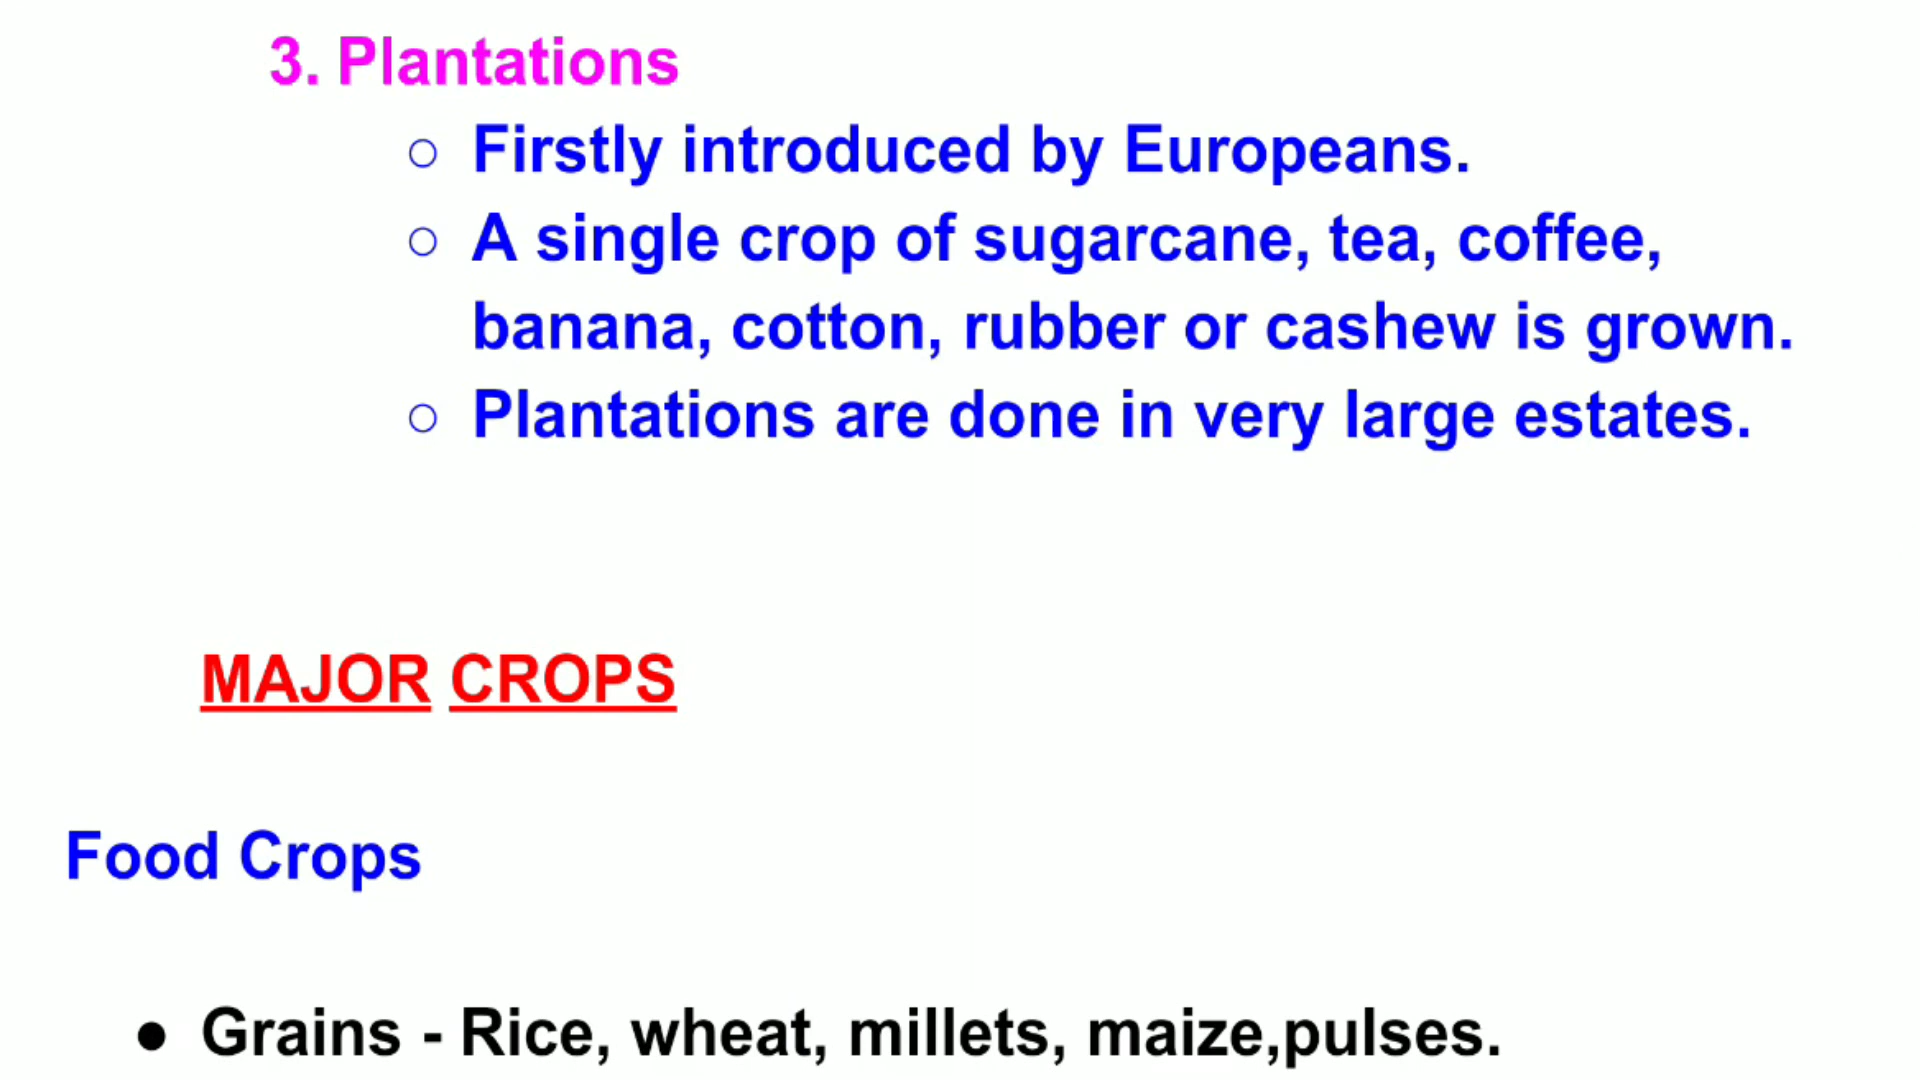 3. Plantations
○ Firstly introduced by Europeans.
○ A single crop of sugarcane, tea, coffee,
banana, cotton, rubber or cashew is grown.
○ Plantations are done in very large estates.
MAJOR CROPS
Food Crops
● Grains - Rice, wheat, millets, maize,pulses.